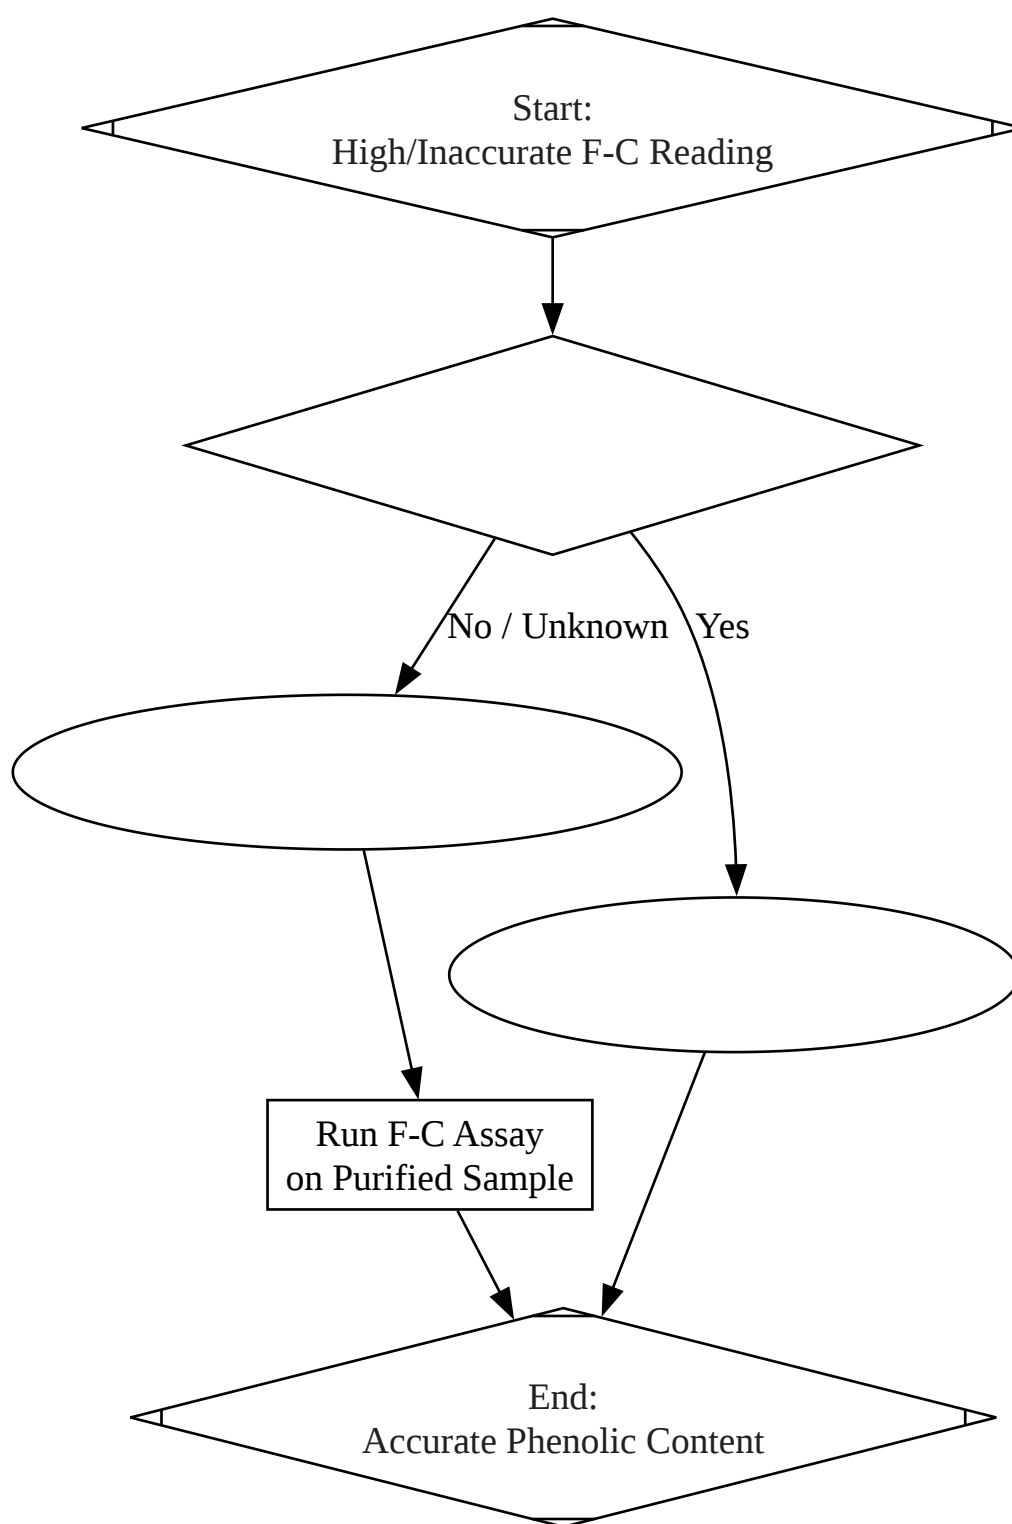 Start:
High/Inaccurate F-C Reading
No / Unknown
Yes
Run F-C Assay
on Purified Sample
End:
Accurate Phenolic Content